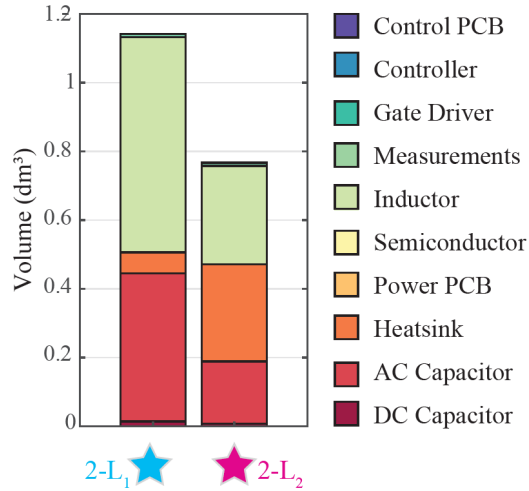 1.2
1
0.8
0.6
0.4
0.2
0
Volume (dm³)
Control PCB
Controller
Gate Driver
Measurements
Inductor
Semiconductor
Power PCB
Heatsink
AC Capacitor
DC Capacitor
2-L₁
2-L₂